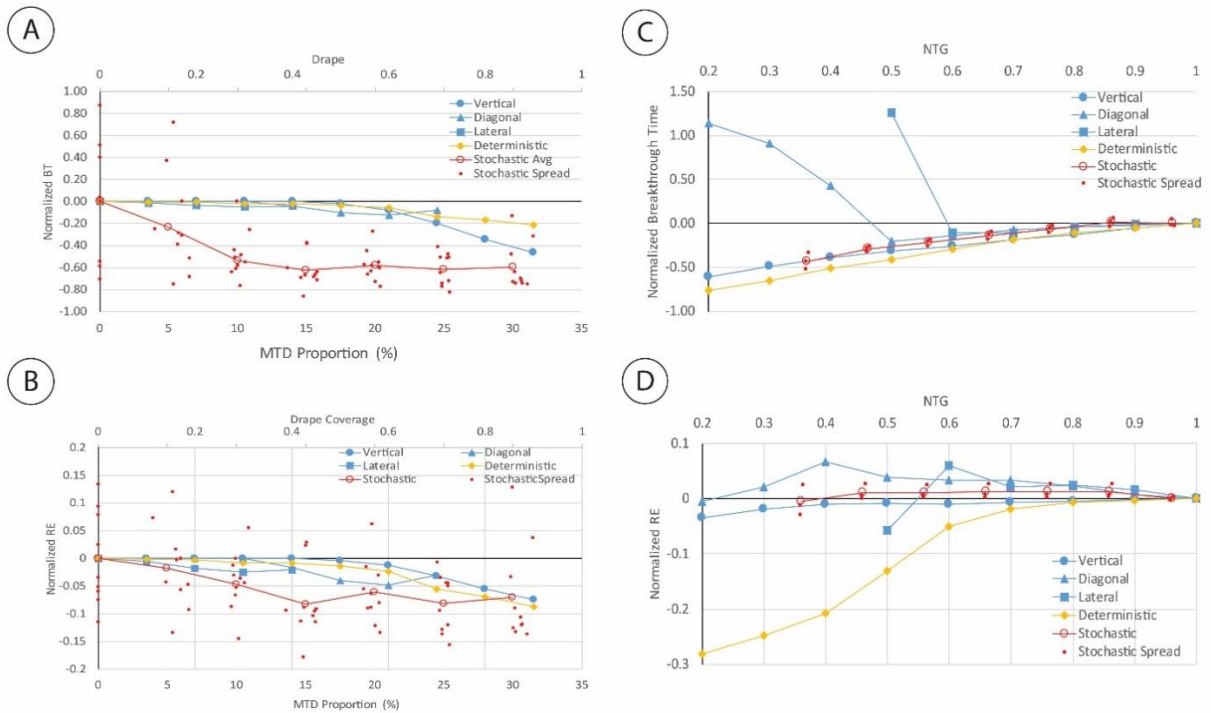 A
Drape
0 0.2 0.4 0.6 0.8 1
1.00
0.80
0.60
0.40
0.20
0.00
-0.20
-0.40
-0.60
-0.80
-1.00
Normalized BT
Vertical
Diagonal
Lateral
Deterministic
Stochastic Avg
Stochastic Spread
0 5 10 15 20 25 30 35
MTD Proportion (%)
B
Drape Coverage
0 0.2 0.4 0.6 0.8 1
0.2
0.15
0.1
0.05
0
-0.05
-0.1
-0.15
-0.2
Normalized RE
Vertical Diagonal
Lateral Deterministic
Stochastic StochasticSpread
0 5 10 15 20 25 30 35
MTD Proportion (%)
C
NTG
0.2 0.3 0.4 0.5 0.6 0.7 0.8 0.9 1
1.50
1.00
0.50
0.00
-0.50
-1.00
Normalized Breakthrough Time
Vertical
Diagonal
Lateral
Deterministic
Stochastic
Stochastic Spread
D
NTG
0.2 0.3 0.4 0.5 0.6 0.7 0.8 0.9 1
0.1
0
-0.1
-0.2
-0.3
Normalized RE
Vertical
Diagonal
Lateral
Deterministic
Stochastic
Stochastic Spread